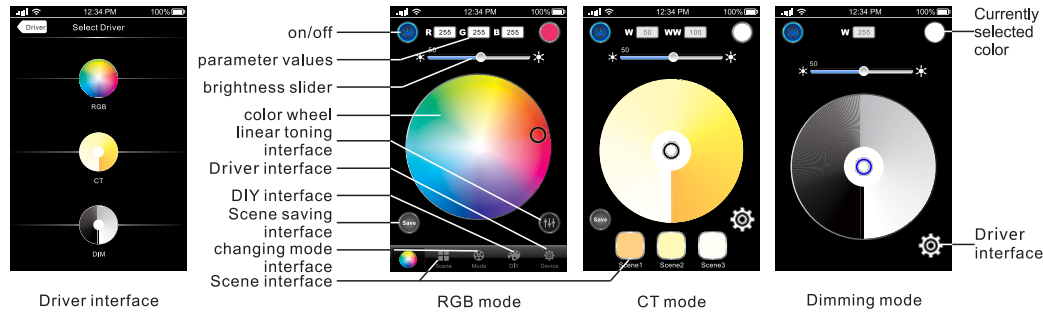 12:34 PM
100%
Driver
Select Driver
RGB
CT
DIM
Driver interface
on/off
parameter values
brightness slider
color wheel
linear toning
interface
Driver interface
DIY interface
Scene saving
interface
changing mode
interface
Scene interface
12:34 PM
100%
R 255 G 255 B 255
50
Save
Scene
Mode
DIY
Device
RGB mode
12:34 PM
100%
W 50 WW 100
50
Save
Scene1
Scene2
Scene3
CT mode
12:34 PM
100%
W 255
50
Dimming mode
Currently
selected
color
Driver
interface